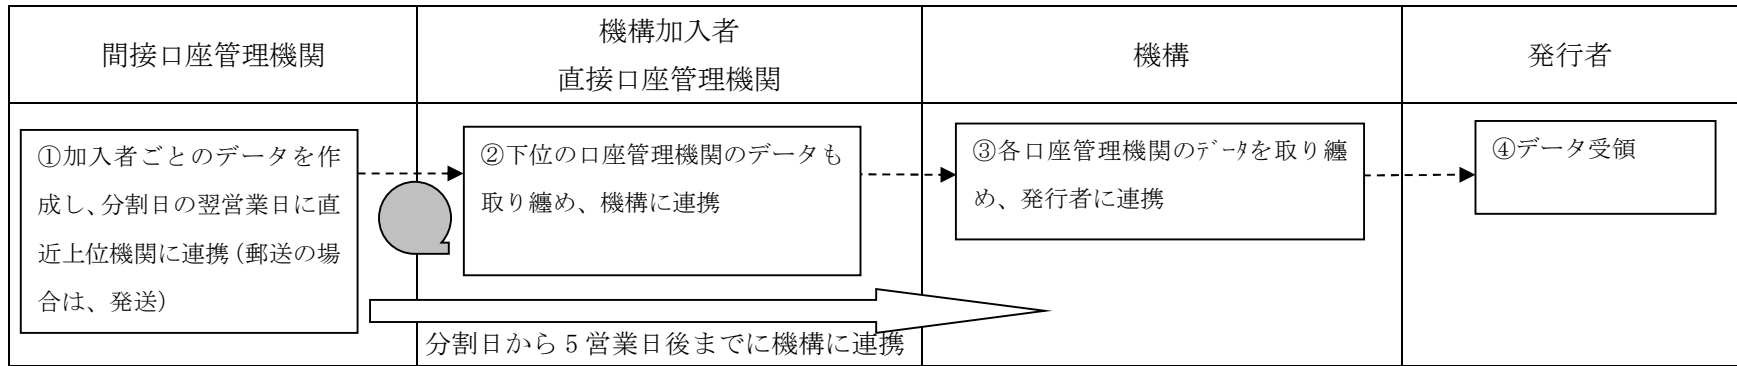 間接口座管理機関
機構加入者
直接口座管理機関
機構
発行者
①加入者ごとのデータを作
成し、分割日の翌営業日に直
近上位機関に連携(郵送の場
合は、発送)
②下位の口座管理機関のデータも
取り纏め、機構に連携
③各口座管理機関のﾃﾞｰﾀを取り纏
め、発行者に連携
④データ受領
分割日から5営業日後までに機構に連携